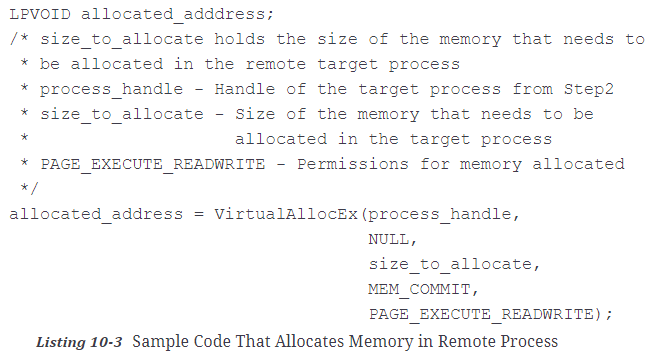 LPVOID allocated_adddress;
/* size_to_allocate holds the size of the memory that needs to
 * be allocated in the remote target process
 * process_handle - Handle of the target process from Step2
 * size_to_allocate - Size of the memory that needs to be
 *                    allocated in the target process
 * PAGE_EXECUTE_READWRITE - Permissions for memory allocated
 */
allocated_address = VirtualAllocEx(process_handle,
                                   NULL,
                                   size_to_allocate,
                                   MEM_COMMIT,
                                   PAGE_EXECUTE_READWRITE);
Listing 10-3 Sample Code That Allocates Memory in Remote Process